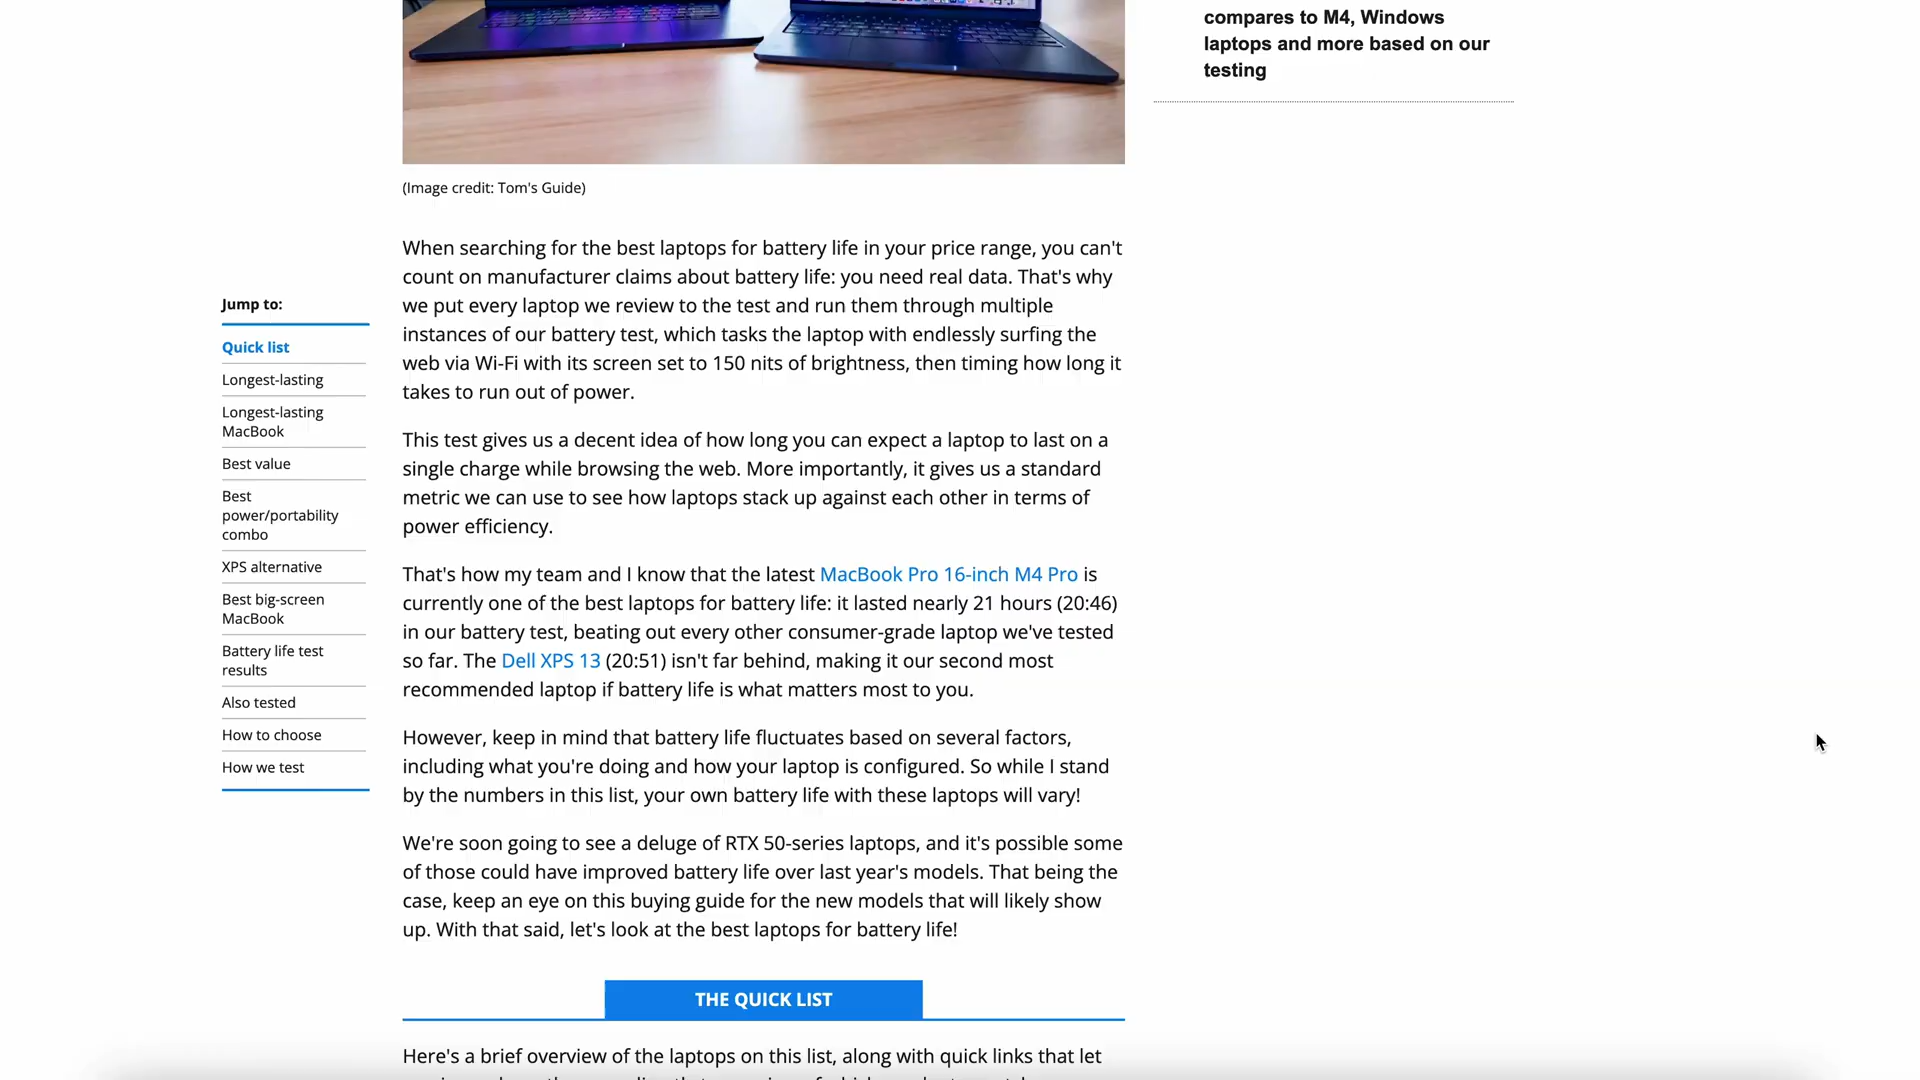 compares to M4, Windows
laptops and more based on our
testing
(Image credit: Tom's Guide)
Jump to:
Quick list
Longest-lasting
Longest-lasting
MacBook
Best value
Best
power/portability
combo
XPS alternative
Best big-screen
MacBook
Battery life test
results
Also tested
How to choose
How we test
When searching for the best laptops for battery life in your price range, you can't
count on manufacturer claims about battery life: you need real data. That's why
we put every laptop we review to the test and run them through multiple
instances of our battery test, which tasks the laptop with endlessly surfing the
web via Wi-Fi with its screen set to 150 nits of brightness, then timing how long it
takes to run out of power.
This test gives us a decent idea of how long you can expect a laptop to last on a
single charge while browsing the web. More importantly, it gives us a standard
metric we can use to see how laptops stack up against each other in terms of
power efficiency.
That's how my team and I know that the latest MacBook Pro 16-inch M4 Pro is
currently one of the best laptops for battery life: it lasted nearly 21 hours (20:46)
in our battery test, beating out every other consumer-grade laptop we've tested
so far. The Dell XPS 13 (20:51) isn't far behind, making it our second most
recommended laptop if battery life is what matters most to you.
However, keep in mind that battery life fluctuates based on several factors,
including what you're doing and how your laptop is configured. So while I stand
by the numbers in this list, your own battery life with these laptops will vary!
We're soon going to see a deluge of RTX 50-series laptops, and it's possible some
of those could have improved battery life over last year's models. That being the
case, keep an eye on this buying guide for the new models that will likely show
up. With that said, let's look at the best laptops for battery life!
THE QUICK LIST
Here's a brief overview of the laptops on this list, along with quick links that let